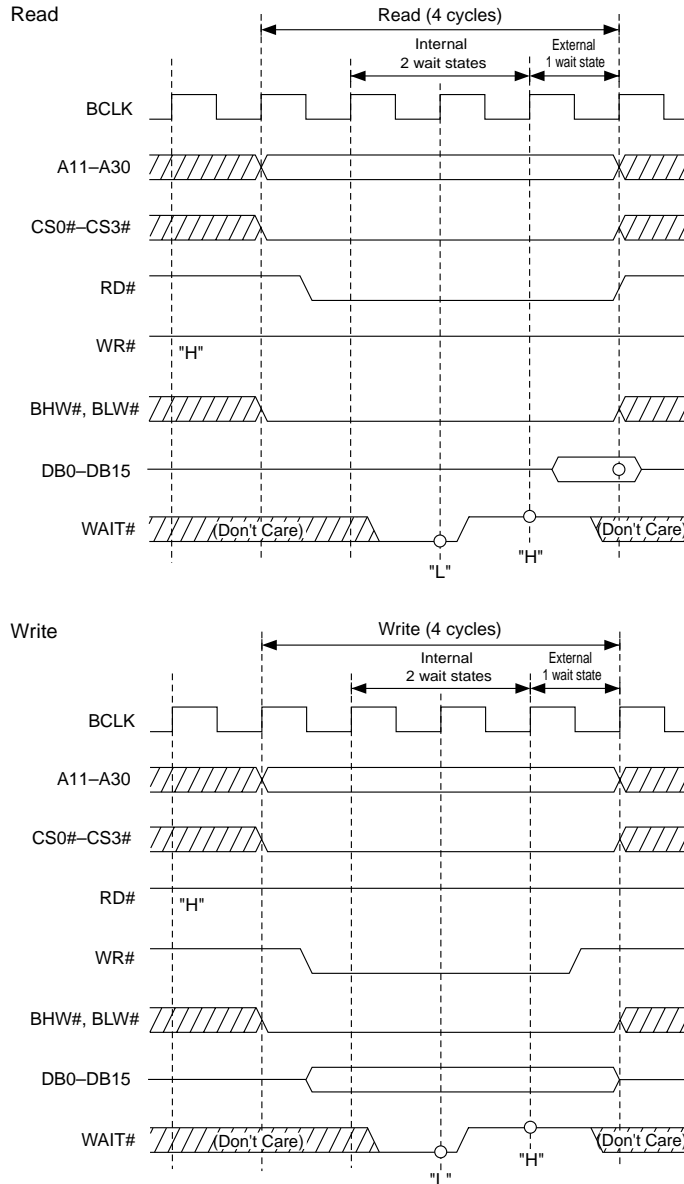 Read
Read (4 cycles)
Internal
2 wait states
External
1 wait state
BCLK
A11–A30
CS0#–CS3#
RD#
WR#
"H"
BHW#, BLW#
DB0–DB15
WAIT#
(Don't Care)
(Don't Care)
"L"
"H"
Write
Write (4 cycles)
Internal
2 wait states
External
1 wait state
BCLK
A11–A30
CS0#–CS3#
RD#
"H"
WR#
BHW#, BLW#
DB0–DB15
WAIT#
(Don't Care)
(Don't Care)
"L"
"H"